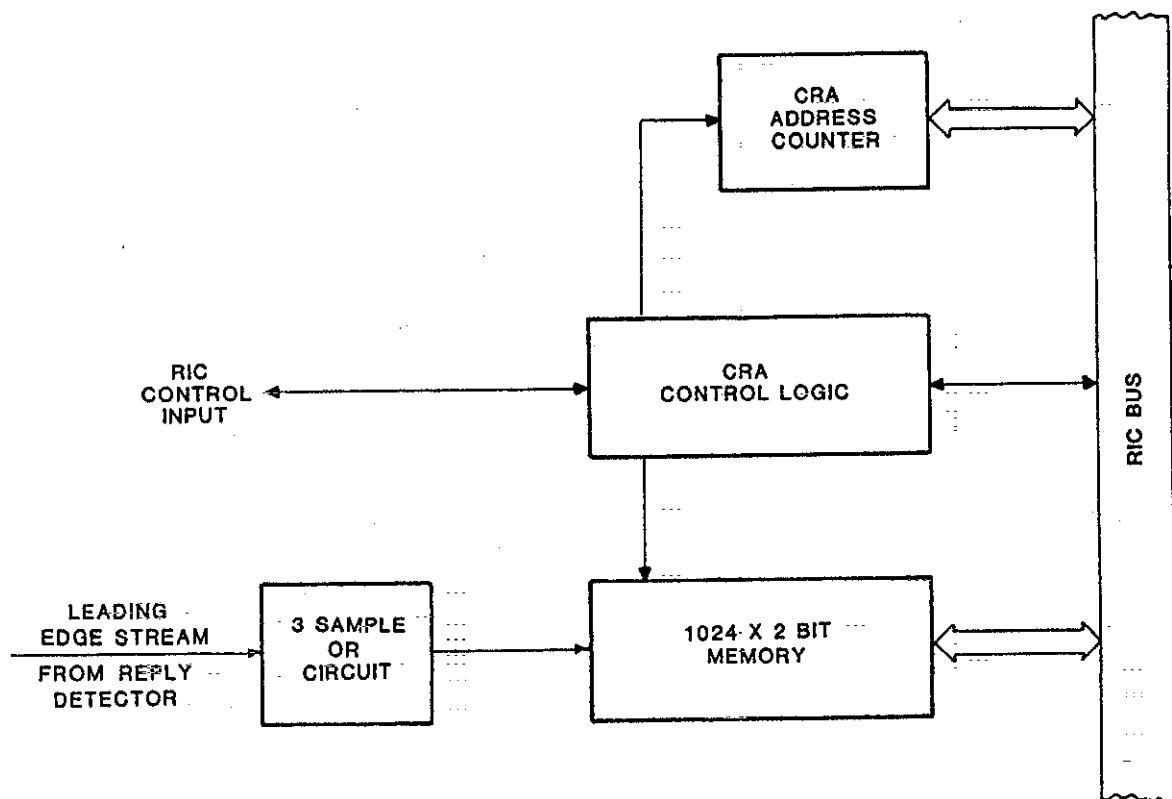 CRA
ADDRESS
COUNTER
RIC
CONTROL
INPUT
CRA
CONTROL LOGIC
RIC BUS
LEADING
EDGE STREAM
FROM REPLY
DETECTOR
3 SAMPLE
OR
CIRCUIT
1024 X 2 BIT
MEMORY